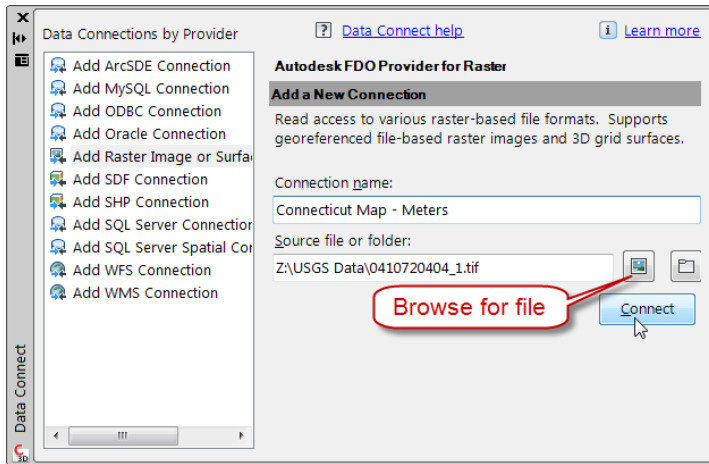 Data Connections by Provider
Data Connect help
Learn more
Add ArcSDE Connection
Add MySQL Connection
Add ODBC Connection
Add Oracle Connection
Add Raster Image or Surfa
Add SDF Connection
Add SHP Connection
Add SQL Server Connection
Add SQL Server Spatial Cor
Add WFS Connection
Add WMS Connection
Autodesk FDO Provider for Raster
Add a New Connection
Read access to various raster-based file formats. Supports
georeferenced file-based raster images and 3D grid surfaces.
Connection name:
Connecticut Map - Meters
Source file or folder:
Z:\USGS Data\0410720404_1.tif
Browse for file
Connect
Data Connect
C3D